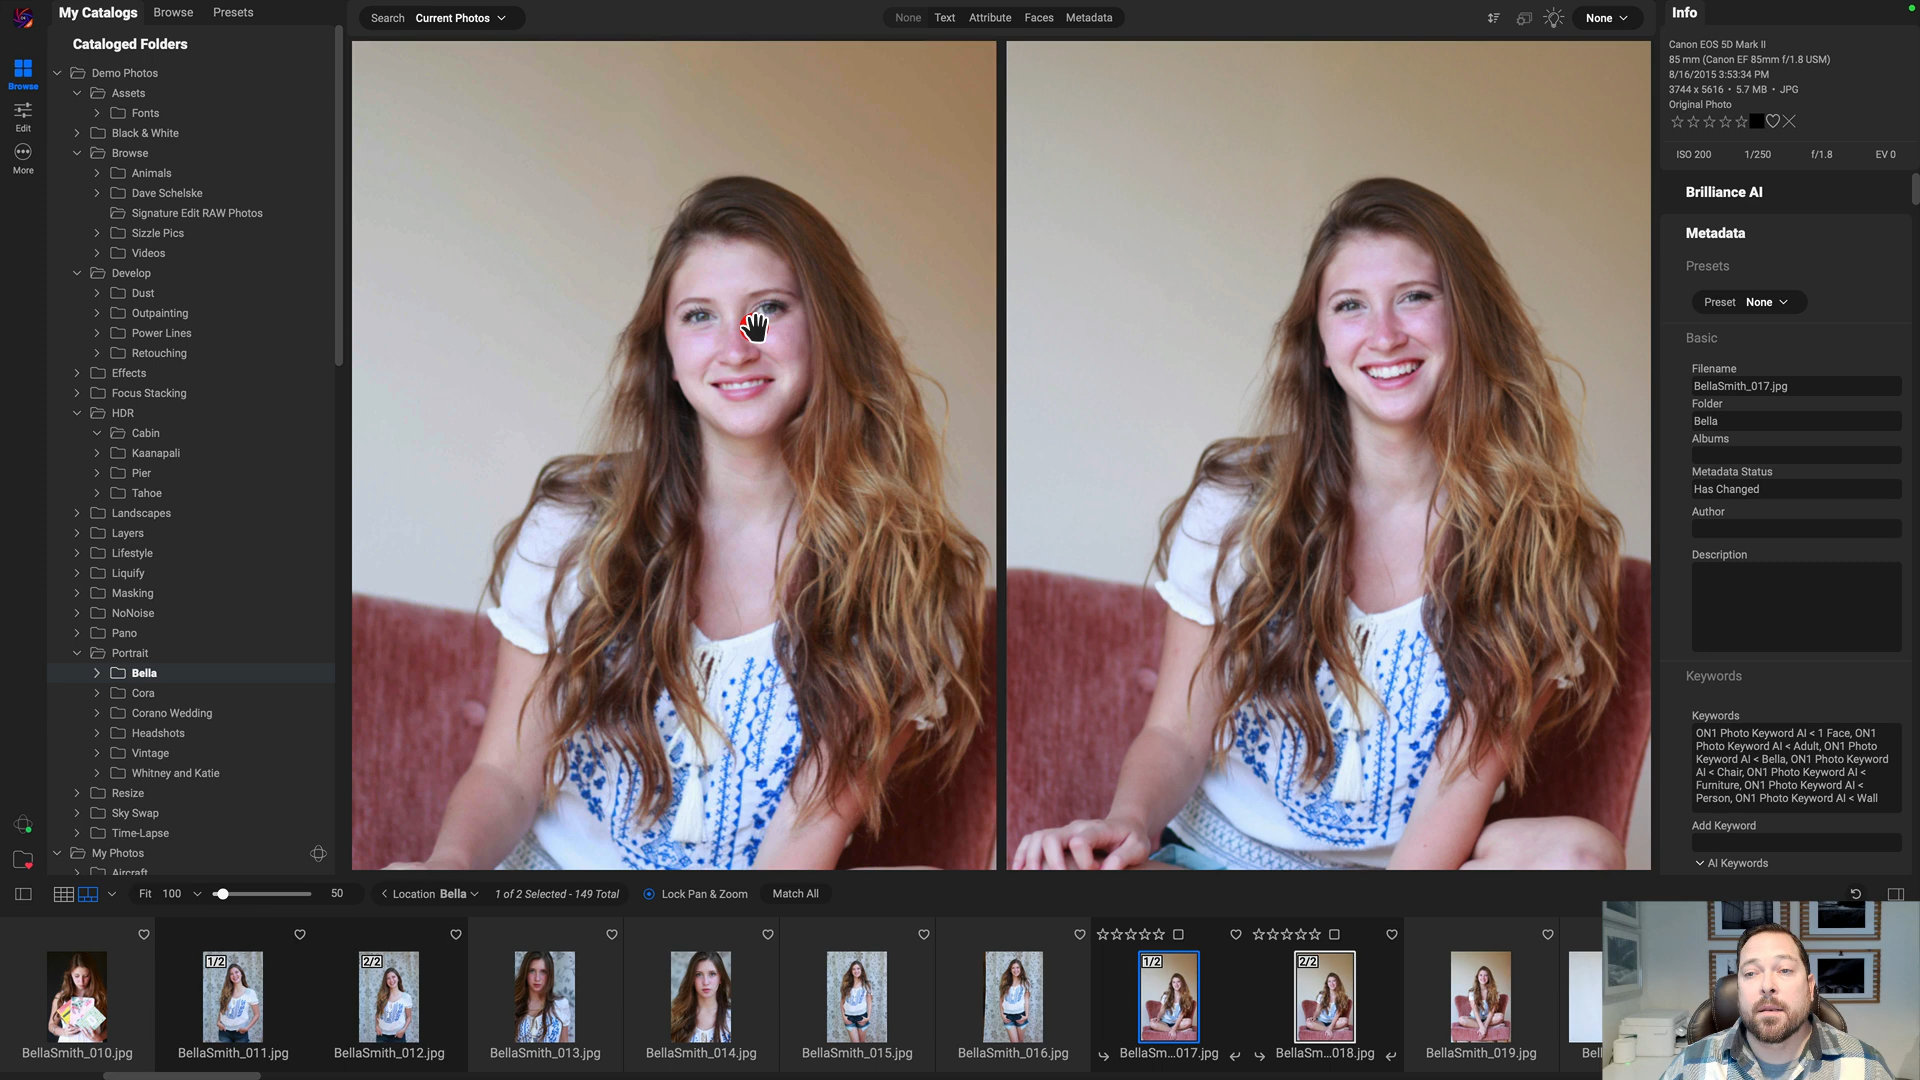 My Catalogs Browse Presets
Cataloged Folders
Browse
Edit
More
Demo Photos
Assets
Fonts
Black & White
Browse
Animals
Dave Schelske
Signature Edit RAW Photos
Sizzle Pics
Videos
Develop
Dust
Outpainting
Power Lines
Retouching
Effects
Focus Stacking
HDR
Cabin
Kaanapali
Pier
Tahoe
Landscapes
Layers
Lifestyle
Liquify
Masking
NoNoise
Pano
Portrait
Bella
Cora
Corano Wedding
Headshots
Vintage
Whitney and Katie
Resize
Sky Swap
Time-Lapse
My Photos
Aircraft
Search Current Photos
None Text Attribute Faces Metadata
None
Info
Canon EOS 5D Mark II
85 mm (Canon EF 85mm f/1.8 USM)
8/16/2015 3:53:34 PM
3744 x 5616 • 5.7 MB • JPG
Original Photo
ISO 200 1/250 f/1.8 EV 0
Brilliance AI
Metadata
Presets
Preset None
Basic
Filename
BellaSmith_017.jpg
Folder
Bella
Albums
Metadata Status
Has Changed
Author
Description
Keywords
Keywords
ON1 Photo Keyword AI < 1 Face, ON1
Photo Keyword AI < Adult, ON1 Photo
Keyword AI < Bella, ON1 Photo Keyword
AI < Chair, ON1 Photo Keyword AI <
Furniture, ON1 Photo Keyword AI <
Person, ON1 Photo Keyword AI < Wall
Add Keyword
AI Keywords
Fit 100 50 Location Bella 1 of 2 Selected - 149 Total Lock Pan & Zoom Match All
1/2 2/2 1/2 2/2
BellaSmith_010.jpg BellaSmith_011.jpg BellaSmith_012.jpg BellaSmith_013.jpg BellaSmith_014.jpg BellaSmith_015.jpg BellaSmith_016.jpg BellaSm...017.jpg BellaSm...018.jpg BellaSmith_019.jpg Bel